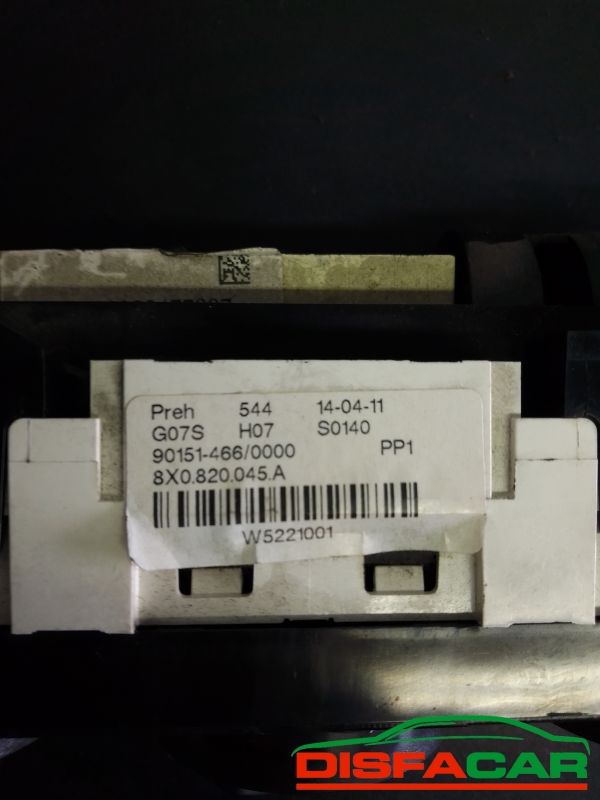 Preh 544 14-04-11
G07S H07 S0140
90151-466/0000 PP1
8X0.820.045.A
W5221001
DISFACAR